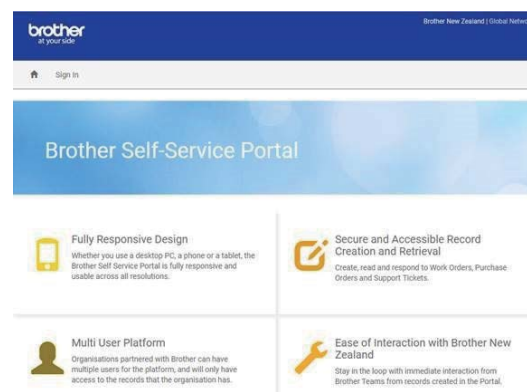 brother
at your side
Brother New Zealand | Global Netwo
Sign In
Brother Self-Service Portal
Fully Responsive Design
Whether you use a desktop PC, a phone or a tablet, the
Brother Self Service Portal is fully responsive and
usable across all resolutions.
Secure and Accessible Record
Creation and Retrieval
Create, read and respond to Work Orders, Purchase
Orders and Support Tickets.
Multi User Platform
Organisations partnered with Brother can have
multiple users for the platform, and will only have
access to the records that the organisation has.
Ease of Interaction with Brother New
Zealand
Stay in the loop with immediate interaction from
Brother Teams from records created in the Portal.